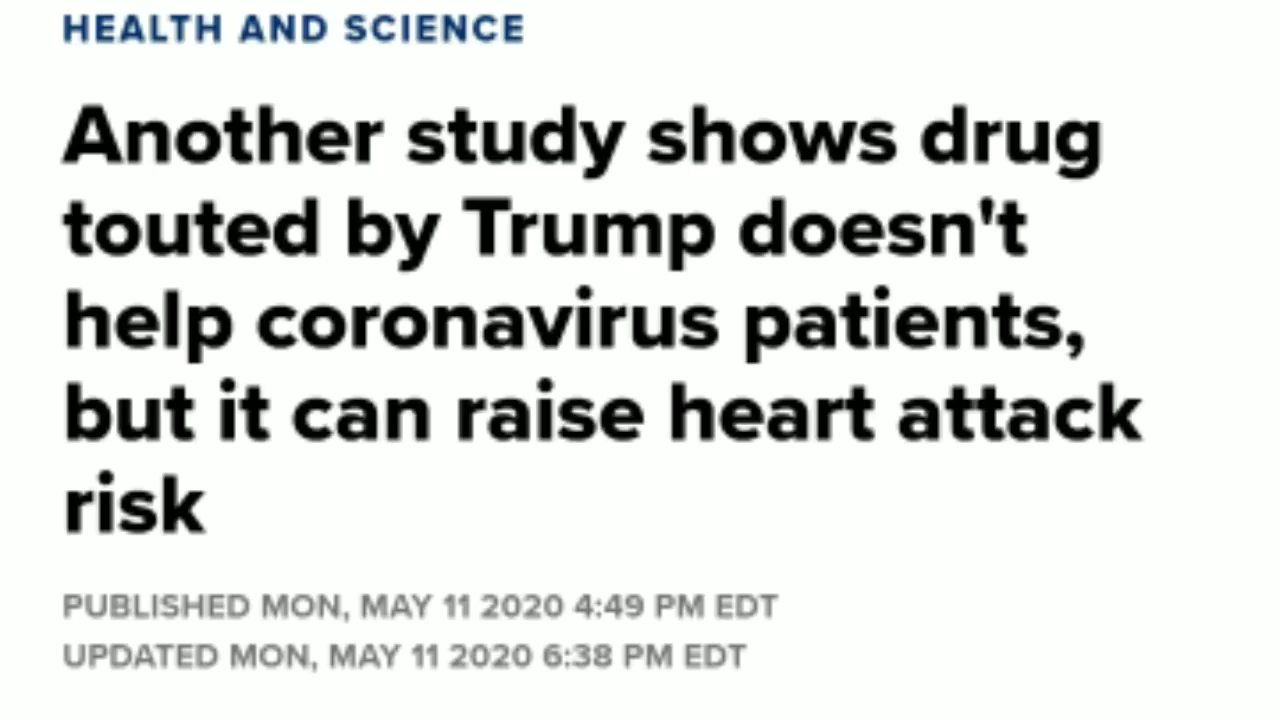 HEALTH AND SCIENCE
Another study shows drug
touted by Trump doesn't
help coronavirus patients,
but it can raise heart attack
risk
PUBLISHED MON, MAY 11 2020 4:49 PM EDT
UPDATED MON, MAY 11 2020 6:38 PM EDT